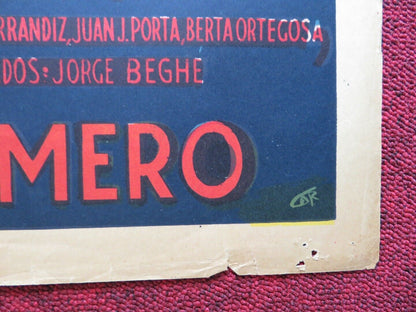 RRANDIZ, JUAN J. PORTA, BERTA ORTEGOSA,
DOS: JORGE BEGHE
MERO